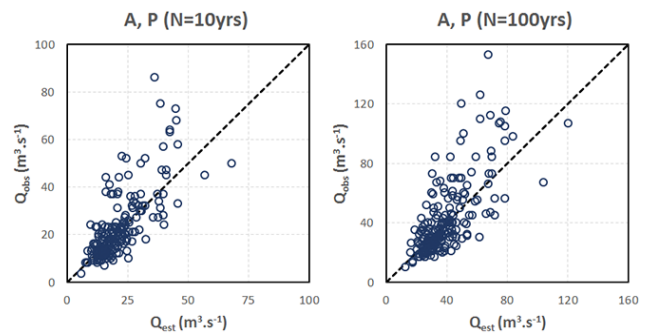 A, P (N=10yrs)
100
80
60
40
20
0
0 25 50 75 100
Qobs (m³.s-¹)
Qest (m³.s-¹)
A, P (N=100yrs)
160
120
80
40
0
0 40 80 120 160
Qobs (m³.s-¹)
Qest (m³.s-¹)